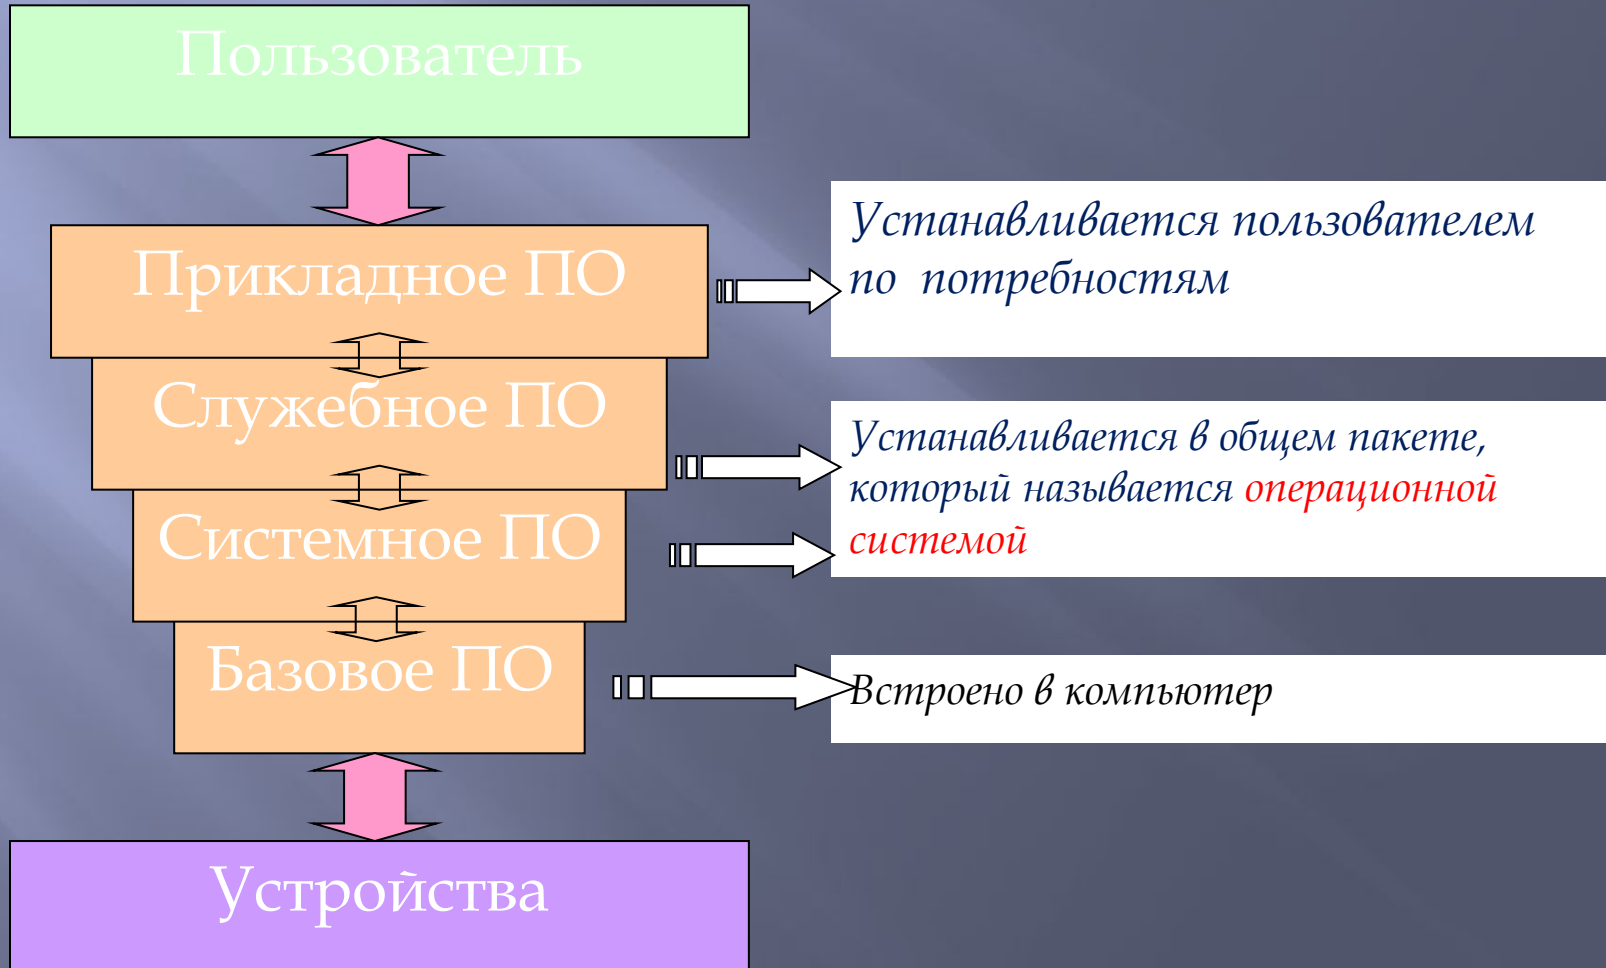 Пользователь
Прикладное ПО
Устанавливается пользователем
по потребностям
Служебное ПО
Устанавливается в общем пакете,
который называется операционной
системой
Системное ПО
Базовое ПО
Встроено в компьютер
Устройства